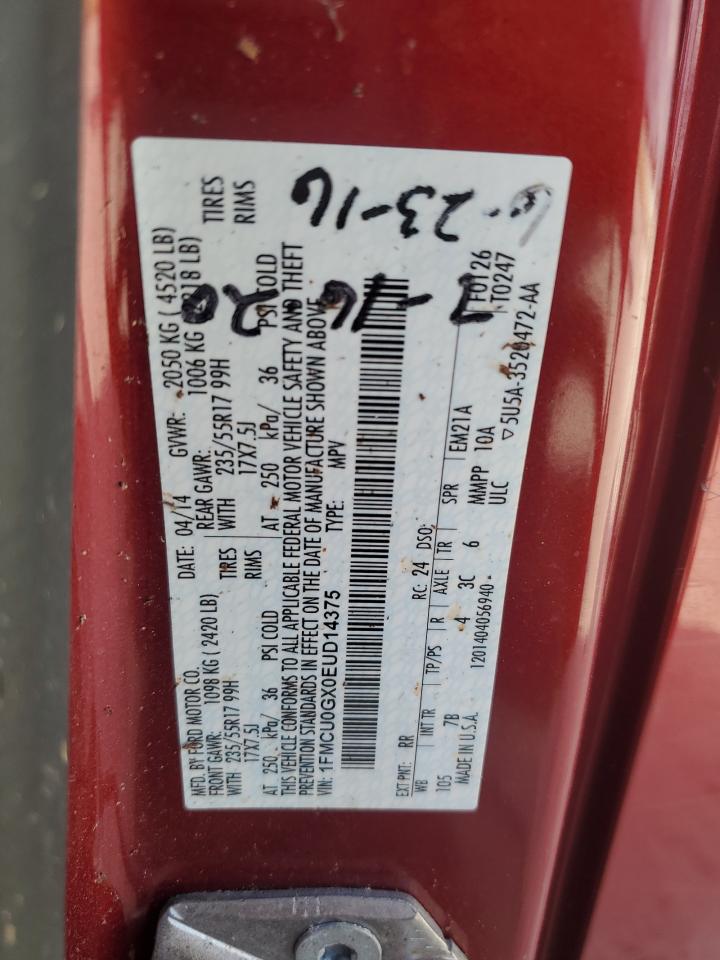 MFD. BY FORD MOTOR CO.
DATE: 04/14 GVWR: 2050 KG ( 4520 LB)
FRONT GAWR: 1098 KG ( 2420 LB) REAR GAWR: 1006 KG 18 LB)
WITH 235/55R17 99H TIRES WITH 235/55R17 99H TIRES
17X7.5J RIMS 17X7.5J RIMS
AT 250 kPa/ 36 PSI COLD AT 250 kPa/ 36 PSI COLD
THIS VEHICLE CONFORMS TO ALL APPLICABLE FEDERAL MOTOR VEHICLE SAFETY AND THEFT
PREVENTION STANDARDS IN EFFECT ON THE DATE OF MANUFACTURE SHOWN ABOVE.
VIN: 1FMCU0GX0EUD14375 TYPE: MPV
EXT PNT: RR RC: 24 DSO: F0126
WB INT TR TP/PS R AXLE TR SPR EM21A T0247
105 7B 4 3C 6 MMPP 10A
MADE IN U.S.A. ULC
1201404056940 ▽5U5A-3520472-AA
6-23-16
20